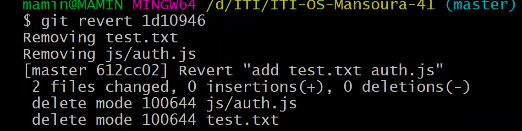 mamin@MAMIN MINGW64 /d/ITI/ITI-OS-Mansoura-41 (master)
$ git revert 1d10946
Removing test.txt
Removing js/auth.js
[master 612cc02] Revert "add test.txt auth.js"
 2 files changed, 0 insertions(+), 0 deletions(-)
 delete mode 100644 js/auth.js
 delete mode 100644 test.txt